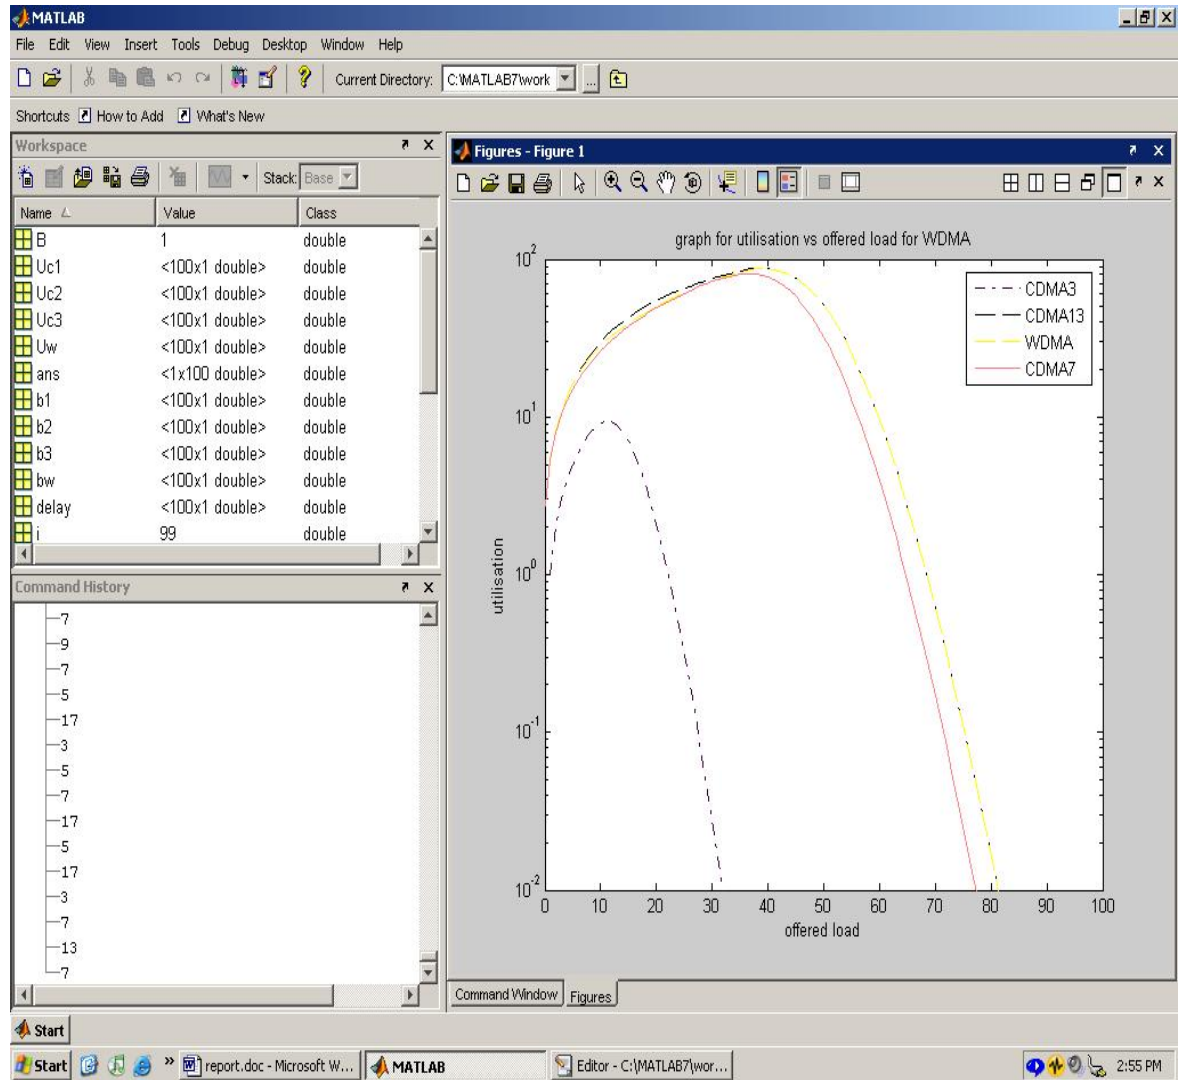 MATLAB
File Edit View Insert Tools Debug Desktop Window Help
Current Directory: C:\MATLAB7\work ...
Shortcuts How to Add What's New
Workspace
Stack: Base
Name Value Class
B 1 double
Uc1 <100x1 double> double
Uc2 <100x1 double> double
Uc3 <100x1 double> double
Uw <100x1 double> double
ans <1x100 double> double
b1 <100x1 double> double
b2 <100x1 double> double
b3 <100x1 double> double
bw <100x1 double> double
delay <100x1 double> double
i 99 double
Command History
7
9
7
5
17
3
5
7
17
5
17
3
7
13
7
Figures - Figure 1
graph for utilisation vs offered load for WDMA
10^2
10^1
10^0
10^-1
10^-2
utilisation
CDMA3
CDMA13
WDMA
CDMA7
0 10 20 30 40 50 60 70 80 90 100
offered load
Command Window Figures
Start
Start » report.doc - Microsoft W... MATLAB Editor - C:\MATLAB7\wor... 2:55 PM